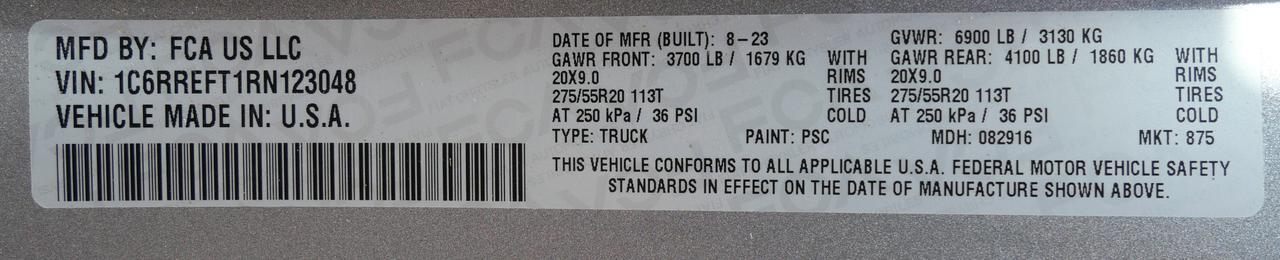 MFD BY: FCA US LLC
VIN: 1C6RREFT1RN123048
VEHICLE MADE IN: U.S.A.
DATE OF MFR (BUILT): 8-23 GVWR: 6900 LB / 3130 KG
GAWR FRONT: 3700 LB / 1679 KG WITH GAWR REAR: 4100 LB / 1860 KG WITH
20X9.0 RIMS 20X9.0 RIMS
275/55R20 113T TIRES 275/55R20 113T TIRES
AT 250 kPa / 36 PSI COLD AT 250 kPa / 36 PSI COLD
TYPE: TRUCK PAINT: PSC MDH: 082916 MKT: 875
THIS VEHICLE CONFORMS TO ALL APPLICABLE U.S.A. FEDERAL MOTOR VEHICLE SAFETY
STANDARDS IN EFFECT ON THE DATE OF MANUFACTURE SHOWN ABOVE.